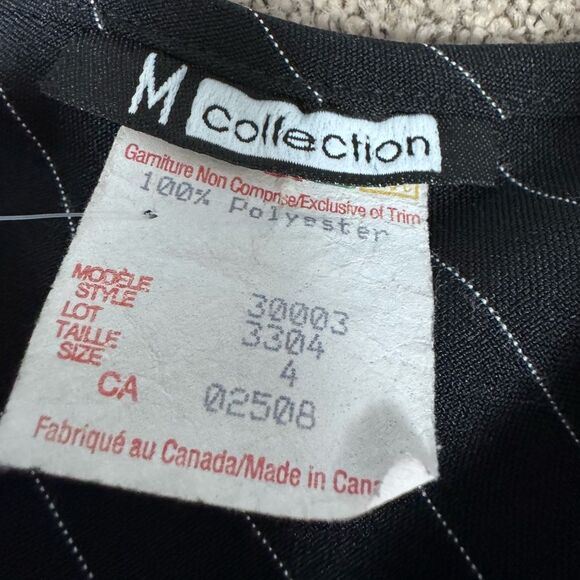 M Collection
Garniture Non Comprise/Exclusive of Trim
100% Polyester
MODÈLE
STYLE 30003
LOT 3304
TAILLE
SIZE 4
CA 02508
Fabriqué au Canada/Made in Cana